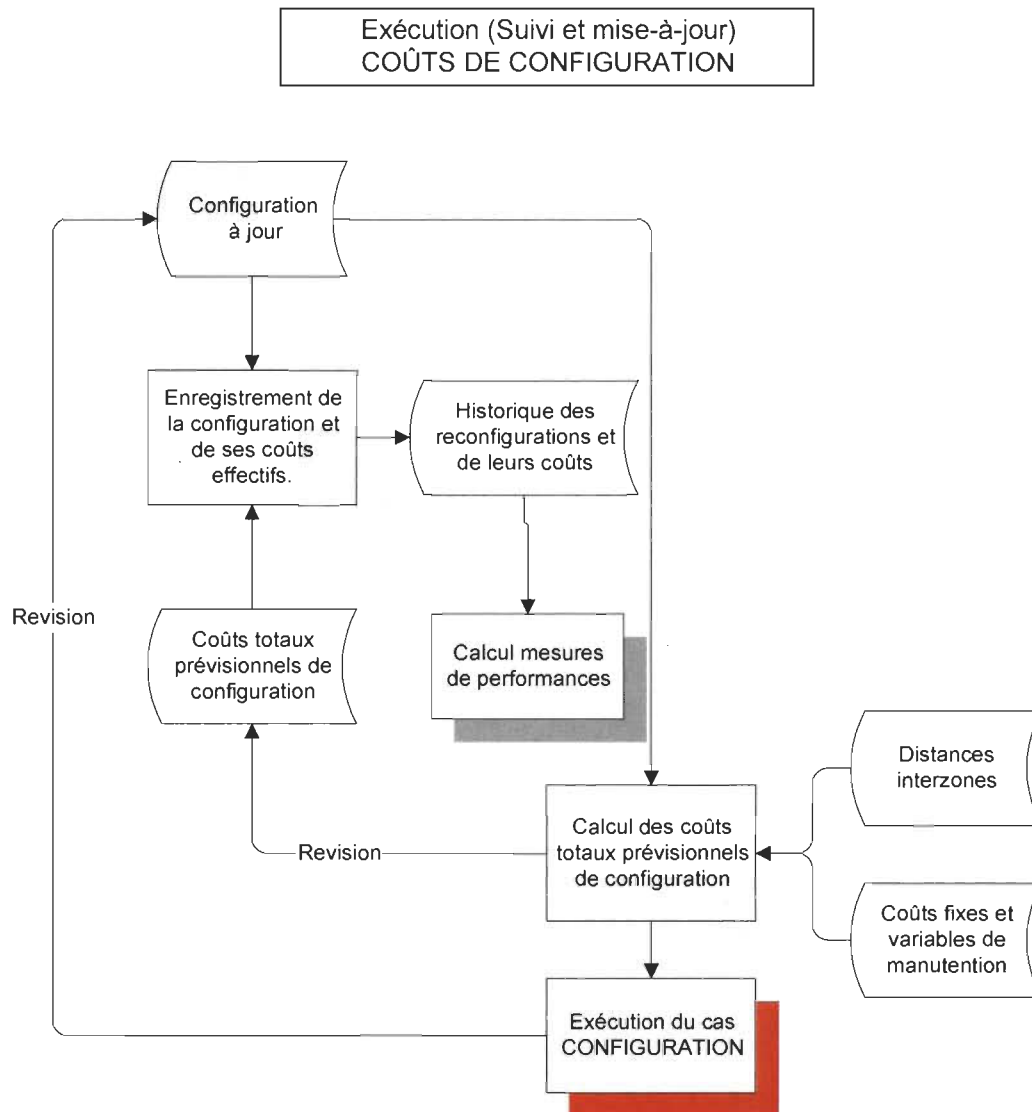 Exécution (Suivi et mise-à-jour)
COÛTS DE CONFIGURATION
Configuration
à jour
Enregistrement de
la configuration et
de ses coûts
effectifs.
Historique des
reconfigurations et
de leurs coûts
Revision
Coûts totaux
prévisionnels de
configuration
Calcul mesures
de performances
Distances
interzones
Revision
Calcul des coûts
totaux prévisionnels
de configuration
Coûts fixes et
variables de
manutention
Exécution du cas
CONFIGURATION